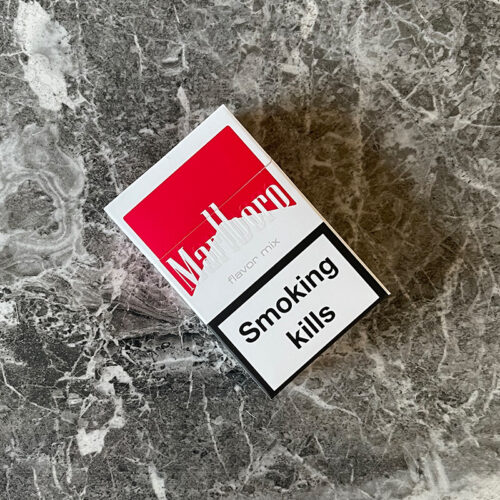 Marlboro
flavor mix
Smoking
kills